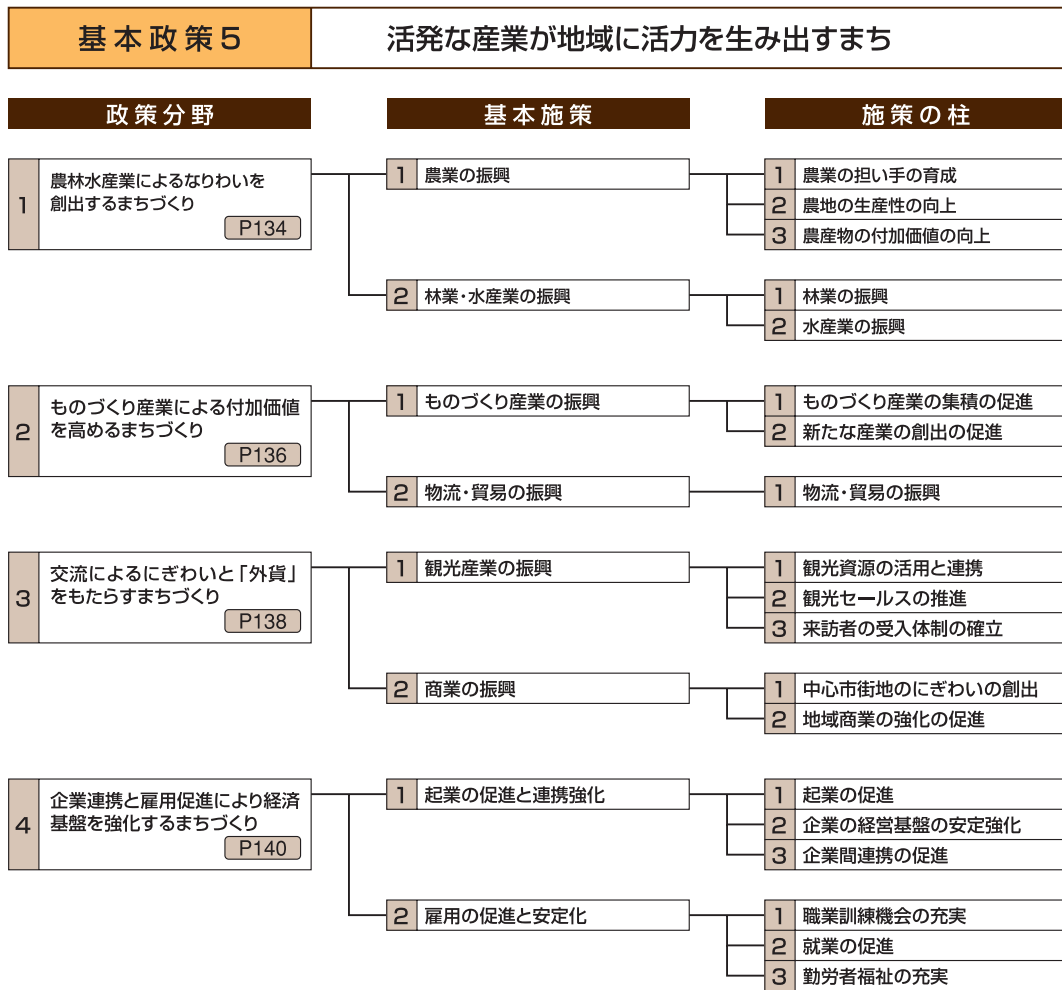 基本政策5 活発な産業が地域に活力を生み出すまち
政策分野 基本施策 施策の柱
1 農林水産業によるなりわいを
創出するまちづくり
P134
1 農業の振興
1 農業の担い手の育成
2 農地の生産性の向上
3 農産物の付加価値の向上
2 林業・水産業の振興
1 林業の振興
2 水産業の振興
2 ものづくり産業による付加価値
を高めるまちづくり
P136
1 ものづくり産業の振興
1 ものづくり産業の集積の促進
2 新たな産業の創出の促進
2 物流・貿易の振興
1 物流・貿易の振興
3 交流によるにぎわいと「外貨」
をもたらすまちづくり
P138
1 観光産業の振興
1 観光資源の活用と連携
2 観光セールスの推進
3 来訪者の受入体制の確立
2 商業の振興
1 中心市街地のにぎわいの創出
2 地域商業の強化の促進
4 企業連携と雇用促進により経済
基盤を強化するまちづくり
P140
1 起業の促進と連携強化
1 起業の促進
2 企業の経営基盤の安定強化
3 企業間連携の促進
2 雇用の促進と安定化
1 職業訓練機会の充実
2 就業の促進
3 勤労者福祉の充実